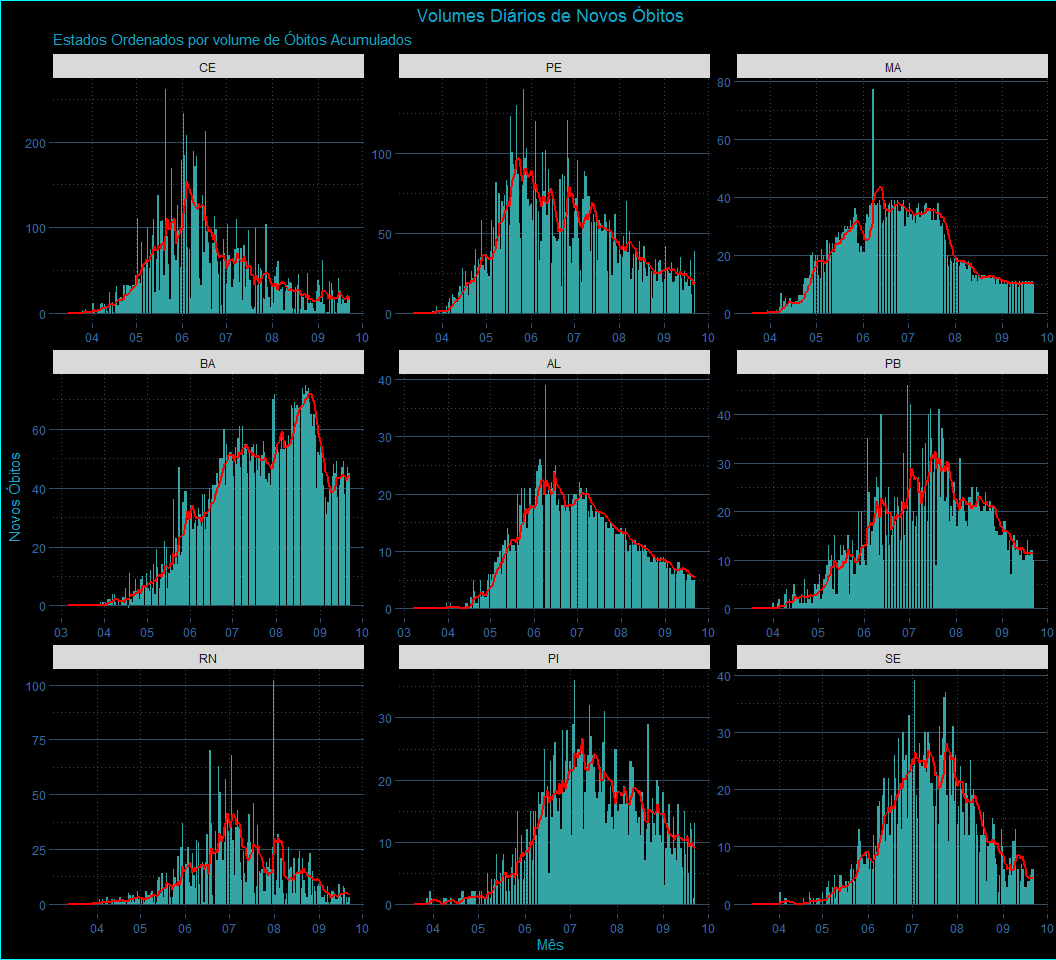 Volumes Diários de Novos Óbitos
Estados Ordenados por volume de Óbitos Acumulados
CE
PE
MA
200
100
0
100
50
0
80
60
40
20
0
04 05 06 07 08 09 10
04 05 06 07 08 09 10
04 05 06 07 08 09 10
BA
AL
PB
60
40
20
0
40
30
20
10
0
40
30
20
10
0
03 04 05 06 07 08 09 10
03 04 05 06 07 08 09 10
04 05 06 07 08 09 10
Novos Óbitos
RN
PI
SE
100
75
50
25
0
30
20
10
0
40
30
20
10
0
04 05 06 07 08 09 10
04 05 06 07 08 09 10
04 05 06 07 08 09 10
Mês